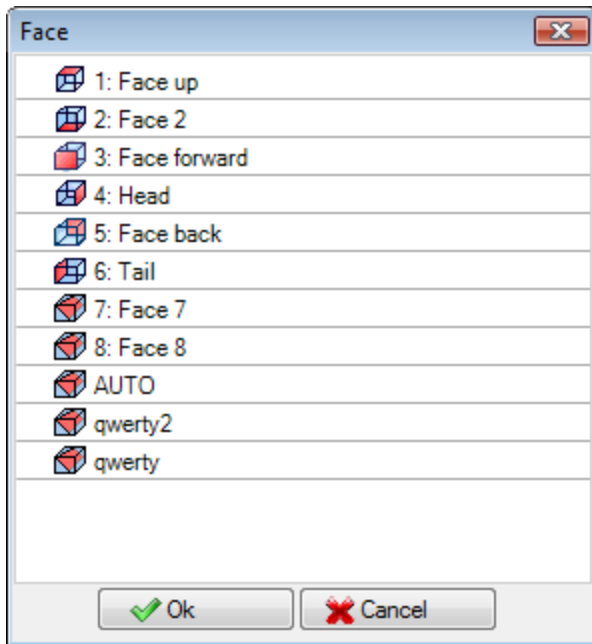 Face
1: Face up
2: Face 2
3: Face forward
4: Head
5: Face back
6: Tail
7: Face 7
8: Face 8
AUTO
qwerty2
qwerty
Ok Cancel